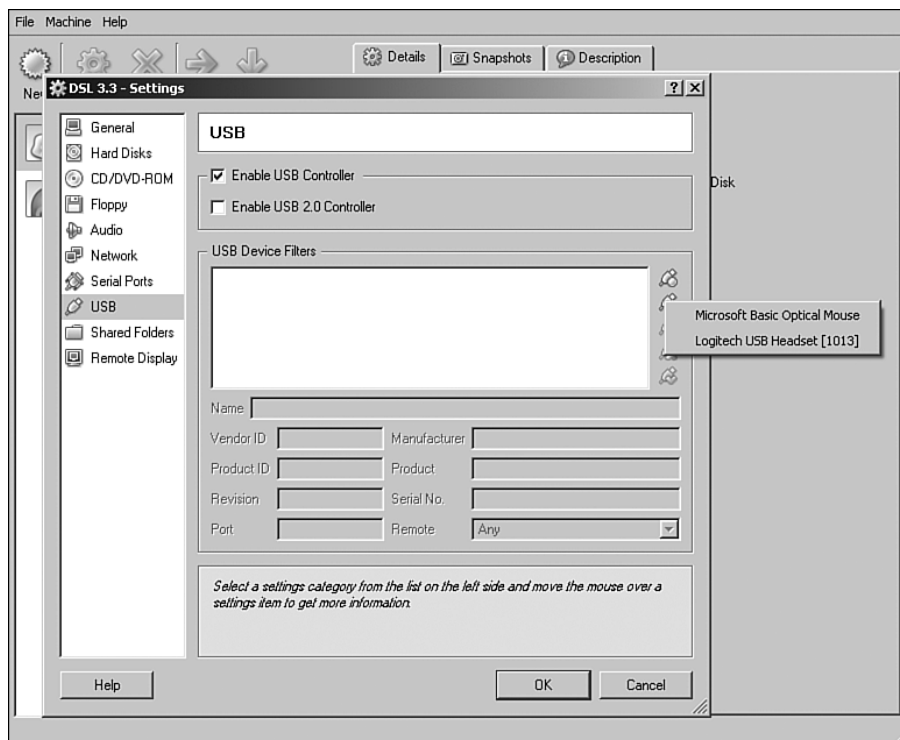 File Machine Help
Details Snapshots Description
DSL 3.3 - Settings
General
Hard Disks
CD/DVD-ROM
Floppy
Audio
Network
Serial Ports
USB
Shared Folders
Remote Display
USB
Enable USB Controller
Enable USB 2.0 Controller
Disk
USB Device Filters
Microsoft Basic Optical Mouse
Logitech USB Headset [1013]
Name
Vendor ID Manufacturer
Product ID Product
Revision Serial No.
Port Remote Any
Select a settings category from the list on the left side and move the mouse over a
settings item to get more information.
Help OK Cancel